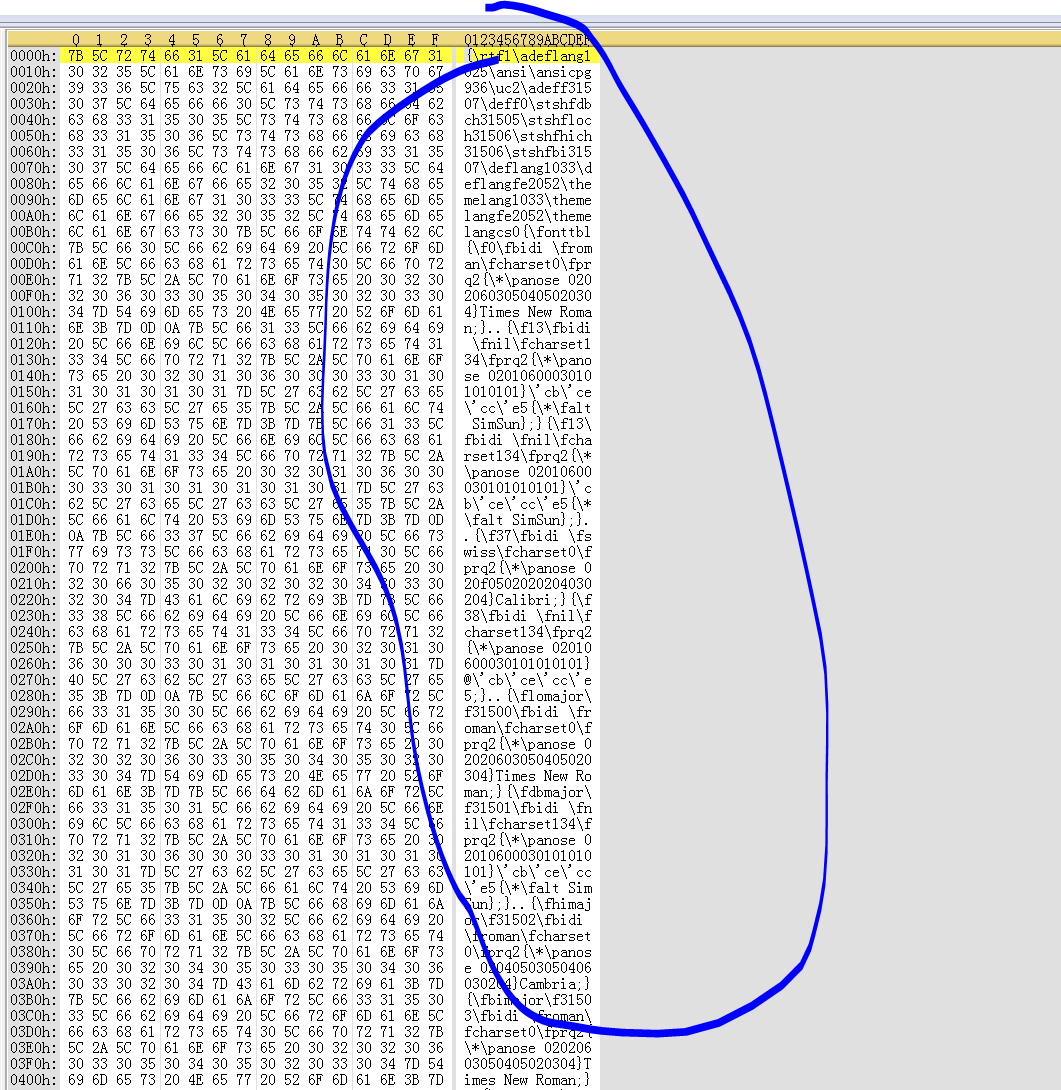 0 1 2 3 4 5 6 7 8 9 A B C D E F 0123456789ABCDEF
0000h: 7B 5C 72 74 66 31 5C 61 64 65 66 6C 61 6E 67 31 {\rtf1\adeflang1
0010h: 30 32 35 5C 61 6E 73 69 5C 61 6E 73 69 63 70 67 025\ansi\ansicpg
0020h: 39 33 36 5C 75 63 32 5C 61 64 65 66 66 33 31 35 936\uc2\adeff315
0030h: 30 37 5C 64 65 66 66 30 5C 73 74 73 68 66 64 62 07\deff0\stshfdb
0040h: 63 68 33 31 35 30 35 5C 73 74 73 68 66 6C 6F 63 ch31505\stshfloc
0050h: 68 33 31 35 30 36 5C 73 74 73 68 66 68 69 63 68 h31506\stshfhich
0060h: 33 31 35 30 36 5C 73 74 73 68 66 62 69 33 31 35 31506\stshfbi315
0070h: 30 37 5C 64 65 66 6C 61 6E 67 31 30 33 33 5C 64 07\deflang1033\d
0080h: 65 66 6C 61 6E 67 66 65 32 30 35 32 5C 74 68 65 eflangfe2052\the
0090h: 6D 65 6C 61 6E 67 31 30 33 33 5C 74 68 65 6D 65 melang1033\theme
00A0h: 6C 61 6E 67 66 65 32 30 35 32 5C 74 68 65 6D 65 langfe2052\theme
00B0h: 6C 61 6E 67 63 73 30 7B 5C 66 6F 6E 74 74 62 6C langcs0{\fonttbl
00C0h: 7B 5C 66 30 5C 66 62 69 64 69 20 5C 66 72 6F 6D {\f0\fbidi \from
00D0h: 61 6E 5C 66 63 68 61 72 73 65 74 30 5C 66 70 72 an\fcharset0\fpr
00E0h: 71 32 7B 5C 2A 5C 70 61 6E 6F 73 65 20 30 32 30 q2{\*\panose 020
00F0h: 32 30 36 30 33 30 35 30 34 30 35 30 32 30 33 30 2060305040502030
0100h: 34 7D 54 69 6D 65 73 20 4E 65 77 20 52 6F 6D 61 4}Times New Roma
0110h: 6E 3B 7D 0D 0A 7B 5C 66 31 33 5C 66 62 69 64 69 n;}..{\f13\fbidi
0120h: 20 5C 66 6E 69 6C 5C 66 63 68 61 72 73 65 74 31  \fnil\fcharset1
0130h: 33 34 5C 66 70 72 71 32 7B 5C 2A 5C 70 61 6E 6F 34\fprq2{\*\pano
0140h: 73 65 20 30 32 30 31 30 36 30 30 30 33 30 31 30 se 0201060003010
0150h: 31 30 31 30 31 30 31 7D 5C 27 63 62 5C 27 63 65 1010101}\'cb\'ce
0160h: 5C 27 63 63 5C 27 65 35 7B 5C 2A 5C 66 61 6C 74 \'cc\'e5{\*\falt
0170h: 20 53 69 6D 53 75 6E 7D 3B 7D 7B 5C 66 31 33 5C  SimSun};}{\f13\
0180h: 66 62 69 64 69 20 5C 66 6E 69 6C 5C 66 63 68 61 fbidi \fnil\fcha
0190h: 72 73 65 74 31 33 34 5C 66 70 72 71 32 7B 5C 2A rset134\fprq2{\*
01A0h: 5C 70 61 6E 6F 73 65 20 30 32 30 31 30 36 30 30 \panose 02010600
01B0h: 30 33 30 31 30 31 30 31 30 31 30 31 7D 5C 27 63 030101010101}\'c
01C0h: 62 5C 27 63 65 5C 27 63 63 5C 27 65 35 7B 5C 2A b\'ce\'cc\'e5{\*
01D0h: 5C 66 61 6C 74 20 53 69 6D 53 75 6E 7D 3B 7D 0D \falt SimSun};}.
01E0h: 0A 7B 5C 66 33 37 5C 66 62 69 64 69 20 5C 66 73 .{\f37\fbidi \fs
01F0h: 77 69 73 73 5C 66 63 68 61 72 73 65 74 30 5C 66 wiss\fcharset0\f
0200h: 70 72 71 32 7B 5C 2A 5C 70 61 6E 6F 73 65 20 30 prq2{\*\panose 0
0210h: 32 30 66 30 35 30 32 30 32 30 32 30 34 30 33 30 20f0502020204030
0220h: 32 30 34 7D 43 61 6C 69 62 72 69 3B 7D 7B 5C 66 204}Calibri;}{\f
0230h: 33 38 5C 66 62 69 64 69 20 5C 66 6E 69 6C 5C 66 38\fbidi \fnil\f
0240h: 63 68 61 72 73 65 74 31 33 34 5C 66 70 72 71 32 charset134\fprq2
0250h: 7B 5C 2A 5C 70 61 6E 6F 73 65 20 30 32 30 31 30 {\*\panose 02010
0260h: 36 30 30 30 33 30 31 30 31 30 31 30 31 30 31 7D 600030101010101}
0270h: 40 5C 27 63 62 5C 27 63 65 5C 27 63 63 5C 27 65 @\'cb\'ce\'cc\'e
0280h: 35 3B 7D 0D 0A 7B 5C 66 6C 6F 6D 61 6A 6F 72 5C 5;}..{\flomajor\
0290h: 66 33 31 35 30 30 5C 66 62 69 64 69 20 5C 66 72 f31500\fbidi \fr
02A0h: 6F 6D 61 6E 5C 66 63 68 61 72 73 65 74 30 5C 66 oman\fcharset0\f
02B0h: 70 72 71 32 7B 5C 2A 5C 70 61 6E 6F 73 65 20 30 prq2{\*\panose 0
02C0h: 32 30 32 30 36 30 33 30 35 30 34 30 35 30 32 30 2020603050405020
02D0h: 33 30 34 7D 54 69 6D 65 73 20 4E 65 77 20 52 6F 304}Times New Ro
02E0h: 6D 61 6E 3B 7D 7B 5C 66 64 62 6D 61 6A 6F 72 5C man;}{\fdbmajor\
02F0h: 66 33 31 35 30 31 5C 66 62 69 64 69 20 5C 66 6E f31501\fbidi \fn
0300h: 69 6C 5C 66 63 68 61 72 73 65 74 31 33 34 5C 66 il\fcharset134\f
0310h: 70 72 71 32 7B 5C 2A 5C 70 61 6E 6F 73 65 20 30 prq2{\*\panose 0
0320h: 32 30 31 30 36 30 30 30 33 30 31 30 31 30 31 30 2010600030101010
0330h: 31 30 31 7D 5C 27 63 62 5C 27 63 65 5C 27 63 63 101}\'cb\'ce\'cc
0340h: 5C 27 65 35 7B 5C 2A 5C 66 61 6C 74 20 53 69 6D \'e5{\*\falt Sim
0350h: 53 75 6E 7D 3B 7D 0D 0A 7B 5C 66 68 69 6D 61 6A Sun};}..{\fhimaj
0360h: 6F 72 5C 66 33 31 35 30 32 5C 66 62 69 64 69 20 or\f31502\fbidi
0370h: 5C 66 72 6F 6D 61 6E 5C 66 63 68 61 72 73 65 74 \froman\fcharset
0380h: 30 5C 66 70 72 71 32 7B 5C 2A 5C 70 61 6E 6F 73 0\fprq2{\*\panos
0390h: 65 20 30 32 30 34 30 35 30 33 30 35 30 34 30 36 e 02040503050406
03A0h: 30 33 30 32 30 34 7D 43 61 6D 62 72 69 61 3B 7D 030204}Cambria;}
03B0h: 7B 5C 66 62 69 6D 61 6A 6F 72 5C 66 33 31 35 30 {\fbimajor\f3150
03C0h: 33 5C 66 62 69 64 69 20 5C 66 72 6F 6D 61 6E 5C 3\fbidi \froman\
03D0h: 66 63 68 61 72 73 65 74 30 5C 66 70 72 71 32 7B fcharset0\fprq2{
03E0h: 5C 2A 5C 70 61 6E 6F 73 65 20 30 32 30 32 30 36 \*\panose 020206
03F0h: 30 33 30 35 30 34 30 35 30 32 30 33 30 34 7D 54 03050405020304}T
0400h: 69 6D 65 73 20 4E 65 77 20 52 6F 6D 61 6E 3B 7D imes New Roman;}